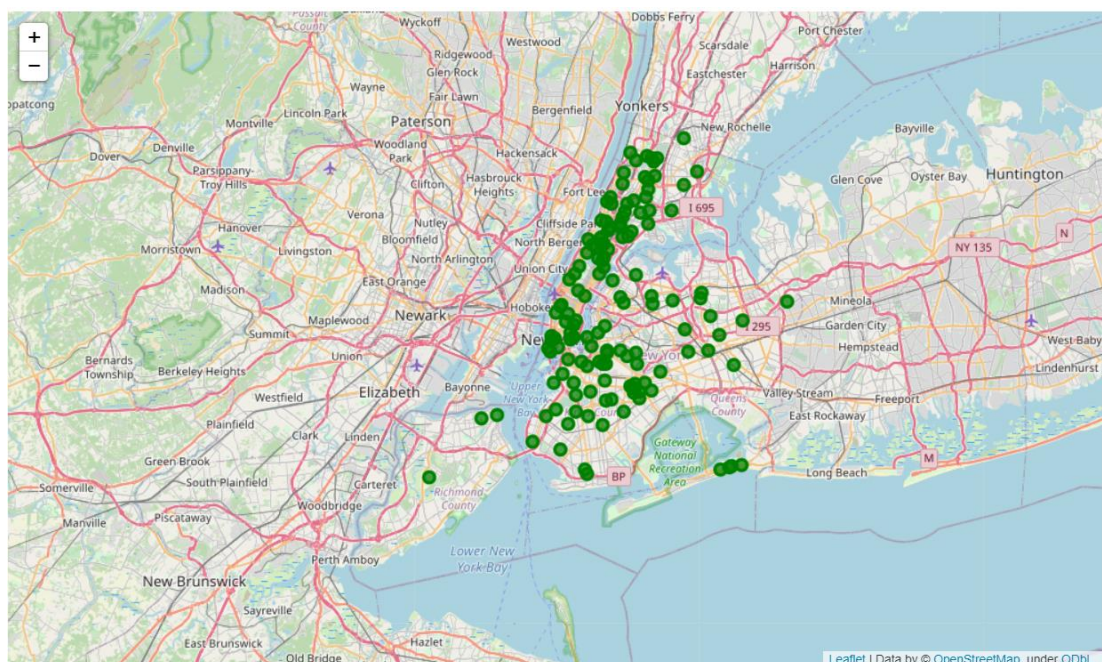 +
−
Wyckoff
Dobbs Ferry
Port Chester
Passaic
County
Westwood
Scarsdale
Ridgewood
Glen Rock
Eastchester
Harrison
Wayne
Fair Lawn
Bergenfield
Yonkers
opatcong
Lincoln Park
Paterson
New Rochelle
Bayville
Montville
Denville
Woodland
Park
Hackensack
Dover
Parsippany-
Troy Hills
Clifton
Hasbrouck
Heights
Fort Lee
Glen Cove
Oyster Bay
Huntington
Verona
Nutley
Cliffside Park
I 695
Hanover
Bloomfield
N
Morristown
Livingston
North Arlington
North Bergen
NY 135
Madison
East Orange
Union City
Mineola
Maplewood
Newark
Hoboken
I 295
Garden City
Summit
New York
West Baby
Bernards
Township
Berkeley Heights
Union
Hempstead
Lindenhurst
Westfield
Elizabeth
Bayonne
Upper
New York
Bay
Queens
County
Valley Stream
Freeport
Plainfield
Clark
Linden
East Rockaway
Gateway
National
Recreation
Area
M
Green Brook
South Plainfield
Carteret
BP
Long Beach
Somerville
Richmond
County
Manville
Woodbridge
Piscataway
Perth Amboy
Lower New
York Bay
New Brunswick
Sayreville
East Brunswick
Hazlet
Old Bridge
Leaflet | Data by © OpenStreetMap, under ODbL